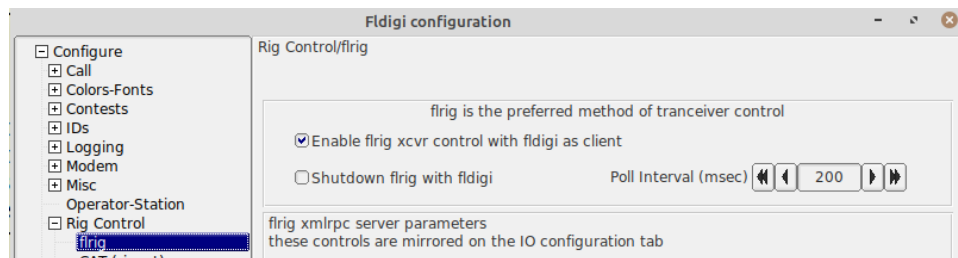 Fldigi configuration
Configure
Call
Colors-Fonts
Contests
IDs
Logging
Modem
Misc
Operator-Station
Rig Control
flrig
Rig Control/flrig
flrig is the preferred method of tranceiver control
Enable flrig xcvr control with fldigi as client
Shutdown flrig with fldigi
Poll Interval (msec) 200
flrig xmlrpc server parameters
these controls are mirrored on the IO configuration tab